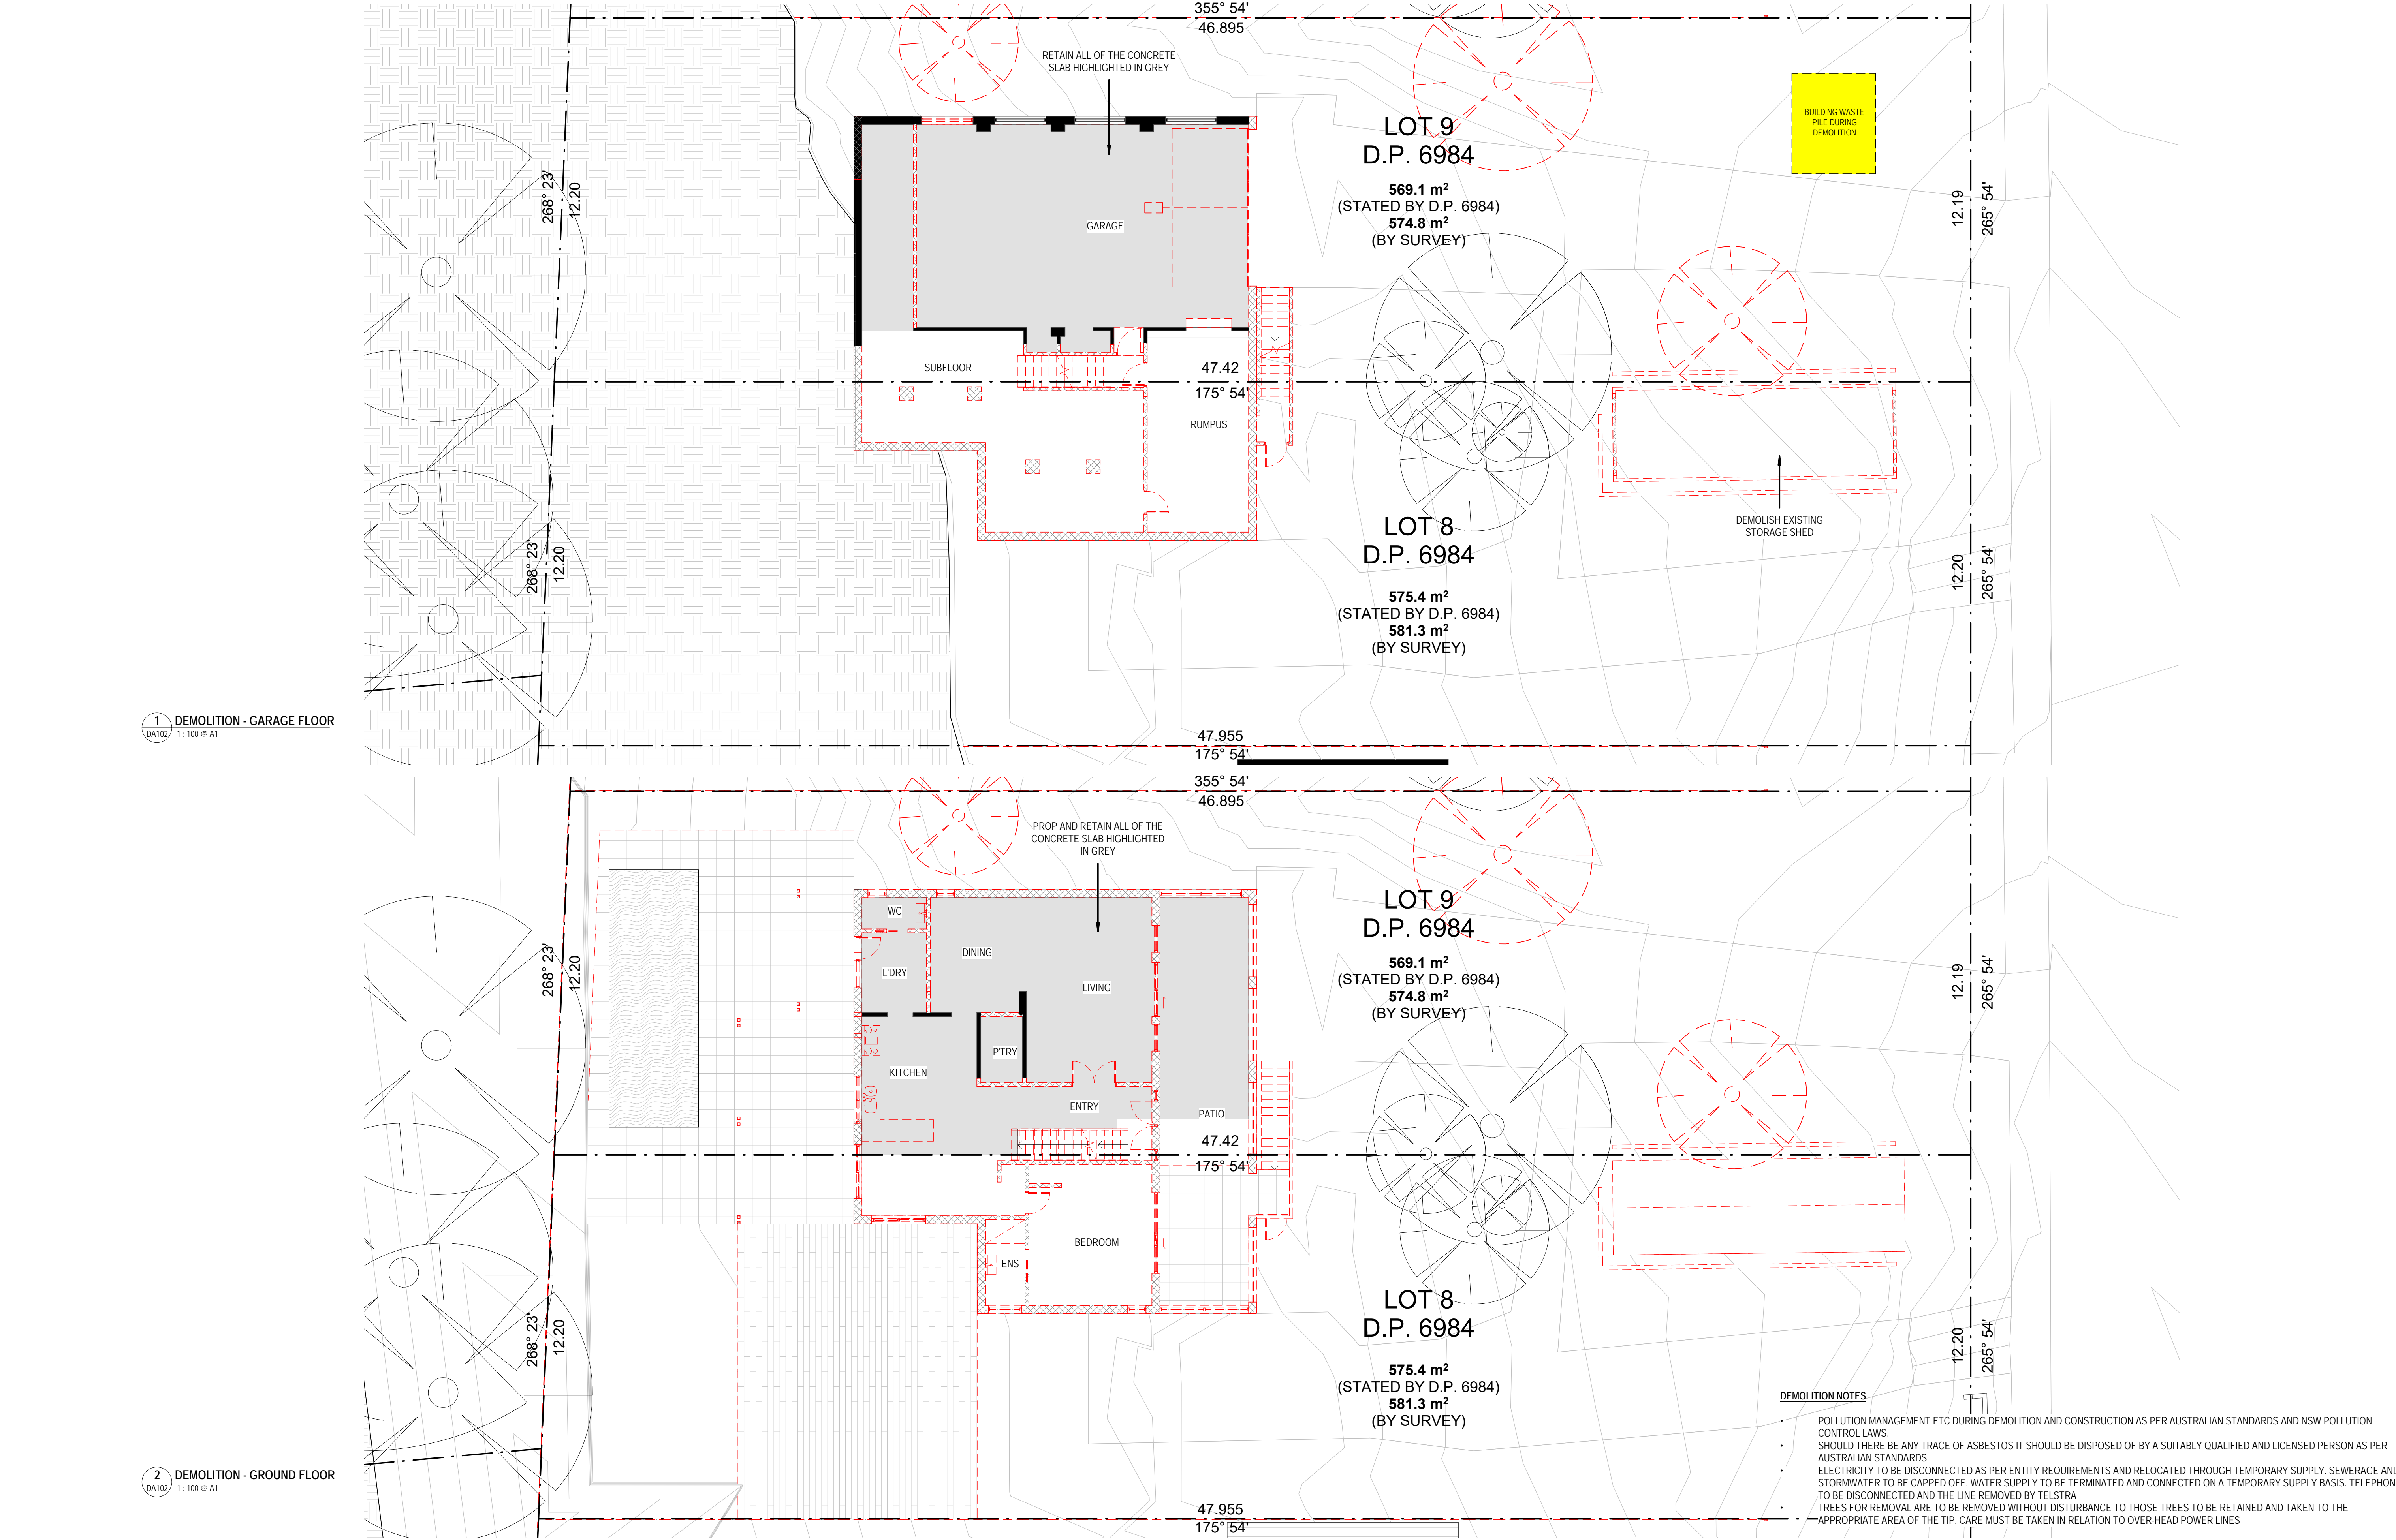 355° 54'
46.895
RETAIN ALL OF THE CONCRETE
SLAB HIGHLIGHTED IN GREY
BUILDING WASTE
PILE DURING
DEMOLITION
LOT 9
D.P. 6984
569.1 m²
(STATED BY D.P. 6984)
574.8 m²
(BY SURVEY)
268° 23'
12.20
12.19
265° 54'
GARAGE
SUBFLOOR
47.42
175° 54'
RUMPUS
LOT 8
D.P. 6984
575.4 m²
(STATED BY D.P. 6984)
581.3 m²
(BY SURVEY)
DEMOLISH EXISTING
STORAGE SHED
268° 23'
12.20
12.20
265° 54'
1
DA102
DEMOLITION - GARAGE FLOOR
1 : 100 @ A1
47.955
175° 54'
355° 54'
46.895
PROP AND RETAIN ALL OF THE
CONCRETE SLAB HIGHLIGHTED
IN GREY
LOT 9
D.P. 6984
569.1 m²
(STATED BY D.P. 6984)
574.8 m²
(BY SURVEY)
268° 23'
12.20
12.19
265° 54'
WC
DINING
L'DRY
LIVING
P'TRY
KITCHEN
ENTRY
PATIO
47.42
175° 54'
BEDROOM
ENS
LOT 8
D.P. 6984
575.4 m²
(STATED BY D.P. 6984)
581.3 m²
(BY SURVEY)
268° 23'
12.20
12.20
265° 54'
2
DA102
DEMOLITION - GROUND FLOOR
1 : 100 @ A1
47.955
175° 54'
DEMOLITION NOTES
• POLLUTION MANAGEMENT ETC DURING DEMOLITION AND CONSTRUCTION AS PER AUSTRALIAN STANDARDS AND NSW POLLUTION
CONTROL LAWS.
• SHOULD THERE BE ANY TRACE OF ASBESTOS IT SHOULD BE DISPOSED OF BY A SUITABLY QUALIFIED AND LICENSED PERSON AS PER
AUSTRALIAN STANDARDS
• ELECTRICITY TO BE DISCONNECTED AS PER ENTITY REQUIREMENTS AND RELOCATED THROUGH TEMPORARY SUPPLY. SEWERAGE AND
STORMWATER TO BE CAPPED OFF. WATER SUPPLY TO BE TERMINATED AND CONNECTED ON A TEMPORARY SUPPLY BASIS. TELEPHON
TO BE DISCONNECTED AND THE LINE REMOVED BY TELSTRA
• TREES FOR REMOVAL ARE TO BE REMOVED WITHOUT DISTURBANCE TO THOSE TREES TO BE RETAINED AND TAKEN TO THE
APPROPRIATE AREA OF THE TIP. CARE MUST BE TAKEN IN RELATION TO OVER-HEAD POWER LINES